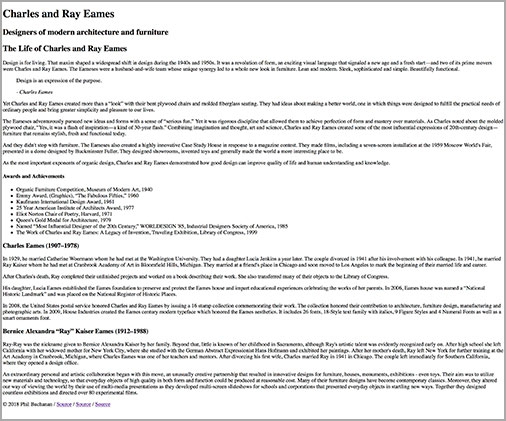 Charles and Ray Eames
Designers of modern architecture and furniture
The Life of Charles and Ray Eames
Design is for living. That maxim shaped a widespread shift in design during the 1940s and 1950s. It was a revolution of form, an exciting visual language that signaled a new age and a fresh start—and two of its prime movers
were Charles and Ray Eames. The Eameses were a husband-and-wife team whose unique synergy led to a whole new look in furniture. Lean and modern. Sleek, sophisticated and simple. Beautifully functional.
Design is an expression of the purpose.
- Charles Eames
Yet Charles and Ray Eames created more than a “look” with their bent plywood chairs and molded fiberglass seating. They had ideas about making a better world, one in which things were designed to fulfill the practical needs of
ordinary people and bring greater simplicity and pleasure to our lives.
The Eameses adventurously pursued new ideas and forms with a sense of “serious fun.” Yet it was rigorous discipline that allowed them to achieve perfection of form and mastery over materials. As Charles noted about the molded
plywood chair, “Yes, it was a flash of inspiration—a kind of 30-year flash.” Combining imagination and thought, art and science, Charles and Ray Eames created some of the most influential expressions of 20th-century design—
furniture that remains stylish, fresh and functional today.
And they didn't stop with furniture. The Eameses also created a highly innovative Case Study House in response to a magazine contest. They made films, including a seven-screen installation at the 1959 Moscow World's Fair,
presented in a dome designed by Buckminster Fuller. They designed showrooms, invented toys and generally made the world a more interesting place to be.
As the most important exponents of organic design, Charles and Ray Eames demonstrated how good design can improve quality of life and human understanding and knowledge.
Awards and Achievements
Organic Furniture Competition, Museum of Modern Art, 1940
Emmy Award, (Graphics), “The Fabulous Fifties,” 1960
Kaufmann International Design Award, 1961
25 Year American Institute of Architects Award, 1977
Eliot Norton Chair of Poetry, Harvard, 1971
Queen's Gold Medal for Architecture, 1979
Named “Most Influential Designer of the 20th Century,” WORLDESIGN '85, Industrial Designers Society of America, 1985
The Work of Charles and Ray Eames: A Legacy of Invention, Traveling Exhibition, Library of Congress, 1999
Charles Eames (1907–1978)
In 1929, he married Catherine Woermann whom he had met at the Washington University. They had a daughter Lucia Jenkins a year later. The couple divorced in 1941 after his involvement with his colleague. In 1941, he married
Ray Kaiser whom he had met at Cranbrook Academy of Art in Bloomfield Hills, Michigan. They married at a friend's place in Chicago and soon moved to Los Angeles to mark the beginning of their married life and career.
After Charles's death, Ray completed their unfinished projects and worked on a book describing their work. She also transferred many of their objects to the Library of Congress.
His daughter, Lucia Eames established the Eames foundation to preserve and protect the Eames house and impart educational experiences celebrating the works of her parents. In 2006, Eames house was named a “National
Historic Landmark” and was placed on the National Register of Historic Places.
In 2008, the United States postal service honored Charles and Ray Eames by issuing a 16 stamp collection commemorating their work. The collection honored their contribution to architecture, furniture design, manufacturing and
photographic arts. In 2009, House Industries created the Eames century modern typeface which honored the Eames aesthetics. It includes 26 fonts, 18-Style text family with italics, 9 Figure Styles and 4 Numeral Fonts as well as a
smart ornaments font.
Bernice Alexandra “Ray” Kaiser Eames (1912–1988)
Ray-Ray was the nickname given to Bernice Alexandra Kaiser by her family. Beyond that, little is known of her childhood in Sacramento, although Ray's artistic talent was evidently recognized early on. After high school she left
California with her widowed mother for New York City, where she studied with the German Abstract Expressionist Hans Hofmann and exhibited her paintings. After her mother's death, Ray left New York for further training at the
Art Academy in Cranbrook, Michigan, where Charles Eames was one of her teachers and mentors. After divorcing his first wife, Charles married Ray in 1941 in Chicago. The couple left immediately for Southern California,
where they opened a design office.
An extraordinary personal and artistic collaboration began with this move, an unusually creative partnership that resulted in innovative designs for furniture, houses, monuments, exhibitions - even toys. Their aim was to utilize
new materials and technology, so that everyday objects of high quality in both form and function could be produced at reasonable cost. Many of their furniture designs have become contemporary classics. Moreover, they altered
our way of viewing the world by their use of multi-media presentations as they developed multi-screen slideshows for schools and corporations that presented everyday objects in startling new ways. Together they designed
countless exhibitions and directed over 80 experimental films.
© 2018 Phil Buchanan / Source / Source / Source